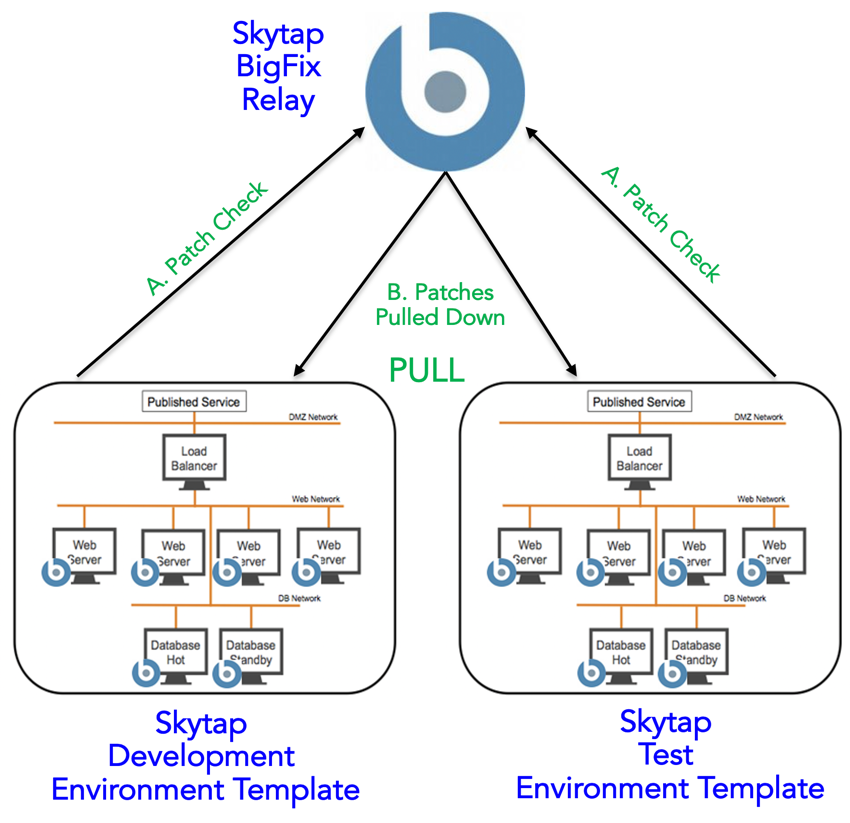 Skytap
BigFix
Relay
A. Patch Check
A. Patch Check
B. Patches
Pulled Down
PULL
Published Service
DMZ Network
Load
Balancer
Web Network
Web
Server
Web
Server
Web
Server
Web
Server
DB Network
Database
Hot
Database
Standby
Published Service
DMZ Network
Load
Balancer
Web Network
Web
Server
Web
Server
Web
Server
Web
Server
DB Network
Database
Hot
Database
Standby
Skytap
Development
Environment Template
Skytap
Test
Environment Template